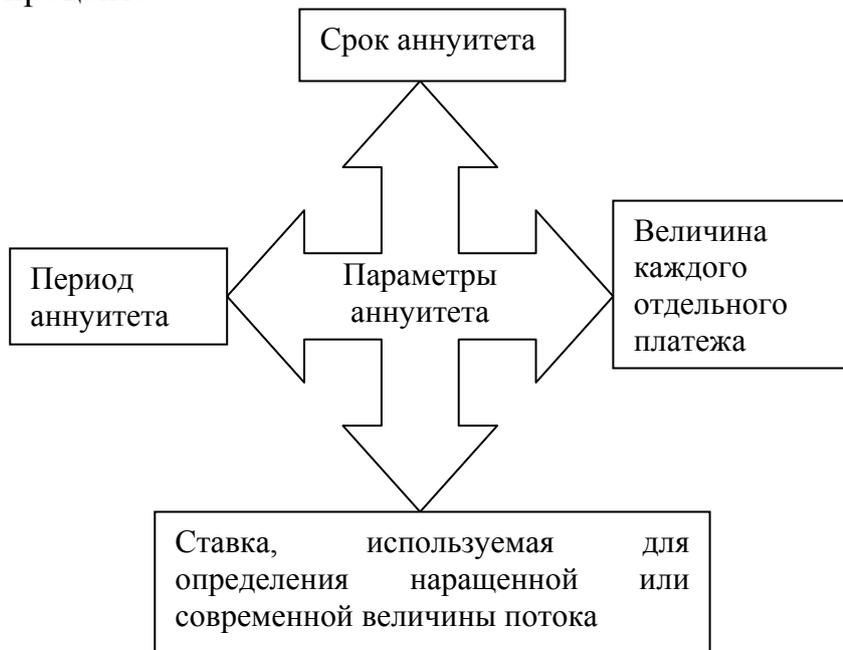 Срок аннуитета
Период
аннуитета
Параметры
аннуитета
Величина
каждого
отдельного
платежа
Ставка, используемая для
определения наращенной или
современной величины потока